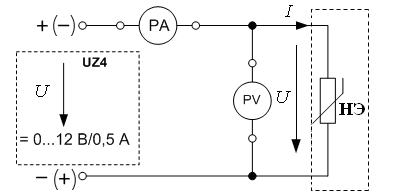 + (−)
PA
I
UZ4
U
PV
U
НЭ
= 0...12 В/0,5 А
− (+)